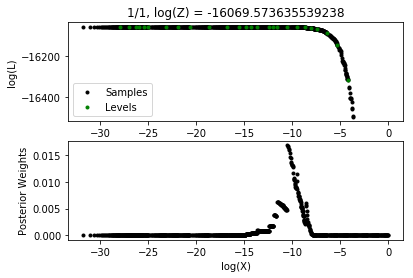 1/1, log(Z) = -16069.573635539238
log(L)
−16200
−16400
Samples
Levels
−30 −25 −20 −15 −10 −5 0
Posterior Weights
0.015
0.010
0.005
0.000
−30 −25 −20 −15 −10 −5 0
log(X)